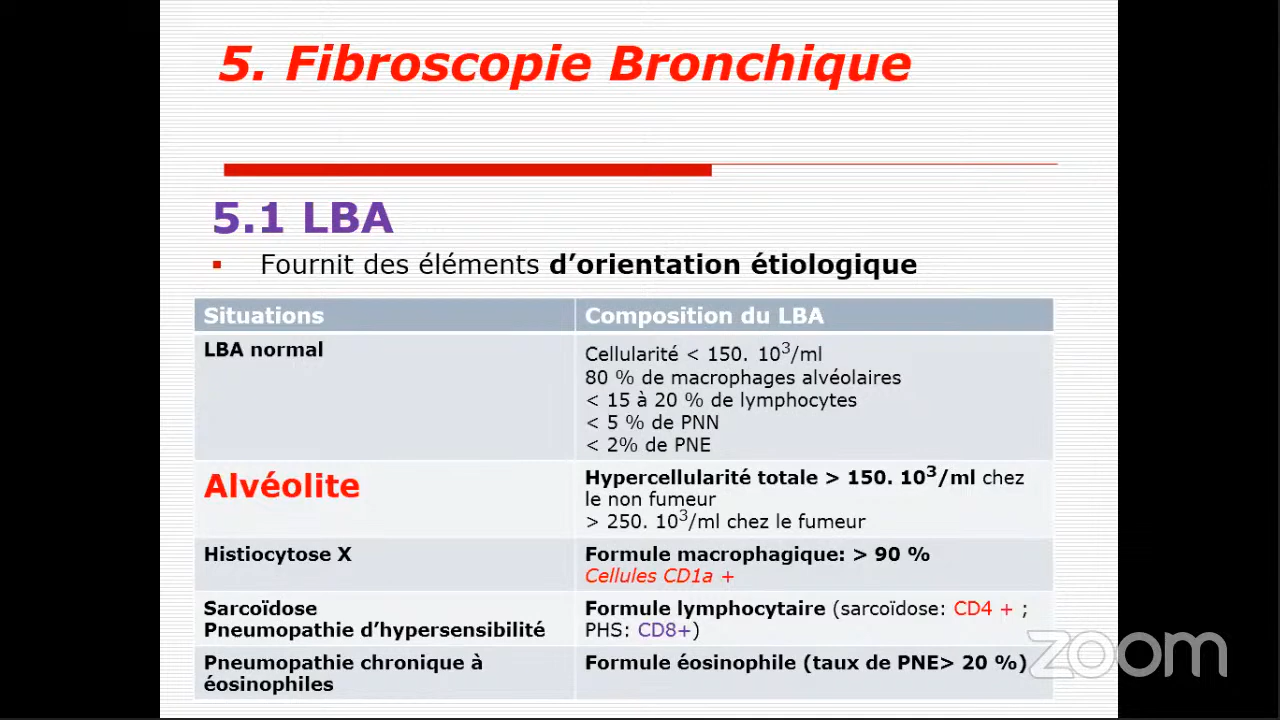 5. Fibroscopie Bronchique
5.1 LBA
▪ Fournit des éléments d’orientation étiologique
Situations
Composition du LBA
LBA normal
Cellularité < 150. 10³/ml
80 % de macrophages alvéolaires
< 15 à 20 % de lymphocytes
< 5 % de PNN
< 2% de PNE
Alvéolite
Hypercellularité totale > 150. 10³/ml chez
le non fumeur
> 250. 10³/ml chez le fumeur
Histiocytose X
Formule macrophagique: > 90 %
Cellules CD1a +
Sarcoïdose
Pneumopathie d’hypersensibilité
Formule lymphocytaire (sarcoïdose: CD4 + ;
PHS: CD8+)
Pneumopathie chronique à
éosinophiles
Formule éosinophile (taux de PNE> 20 %)
zoom